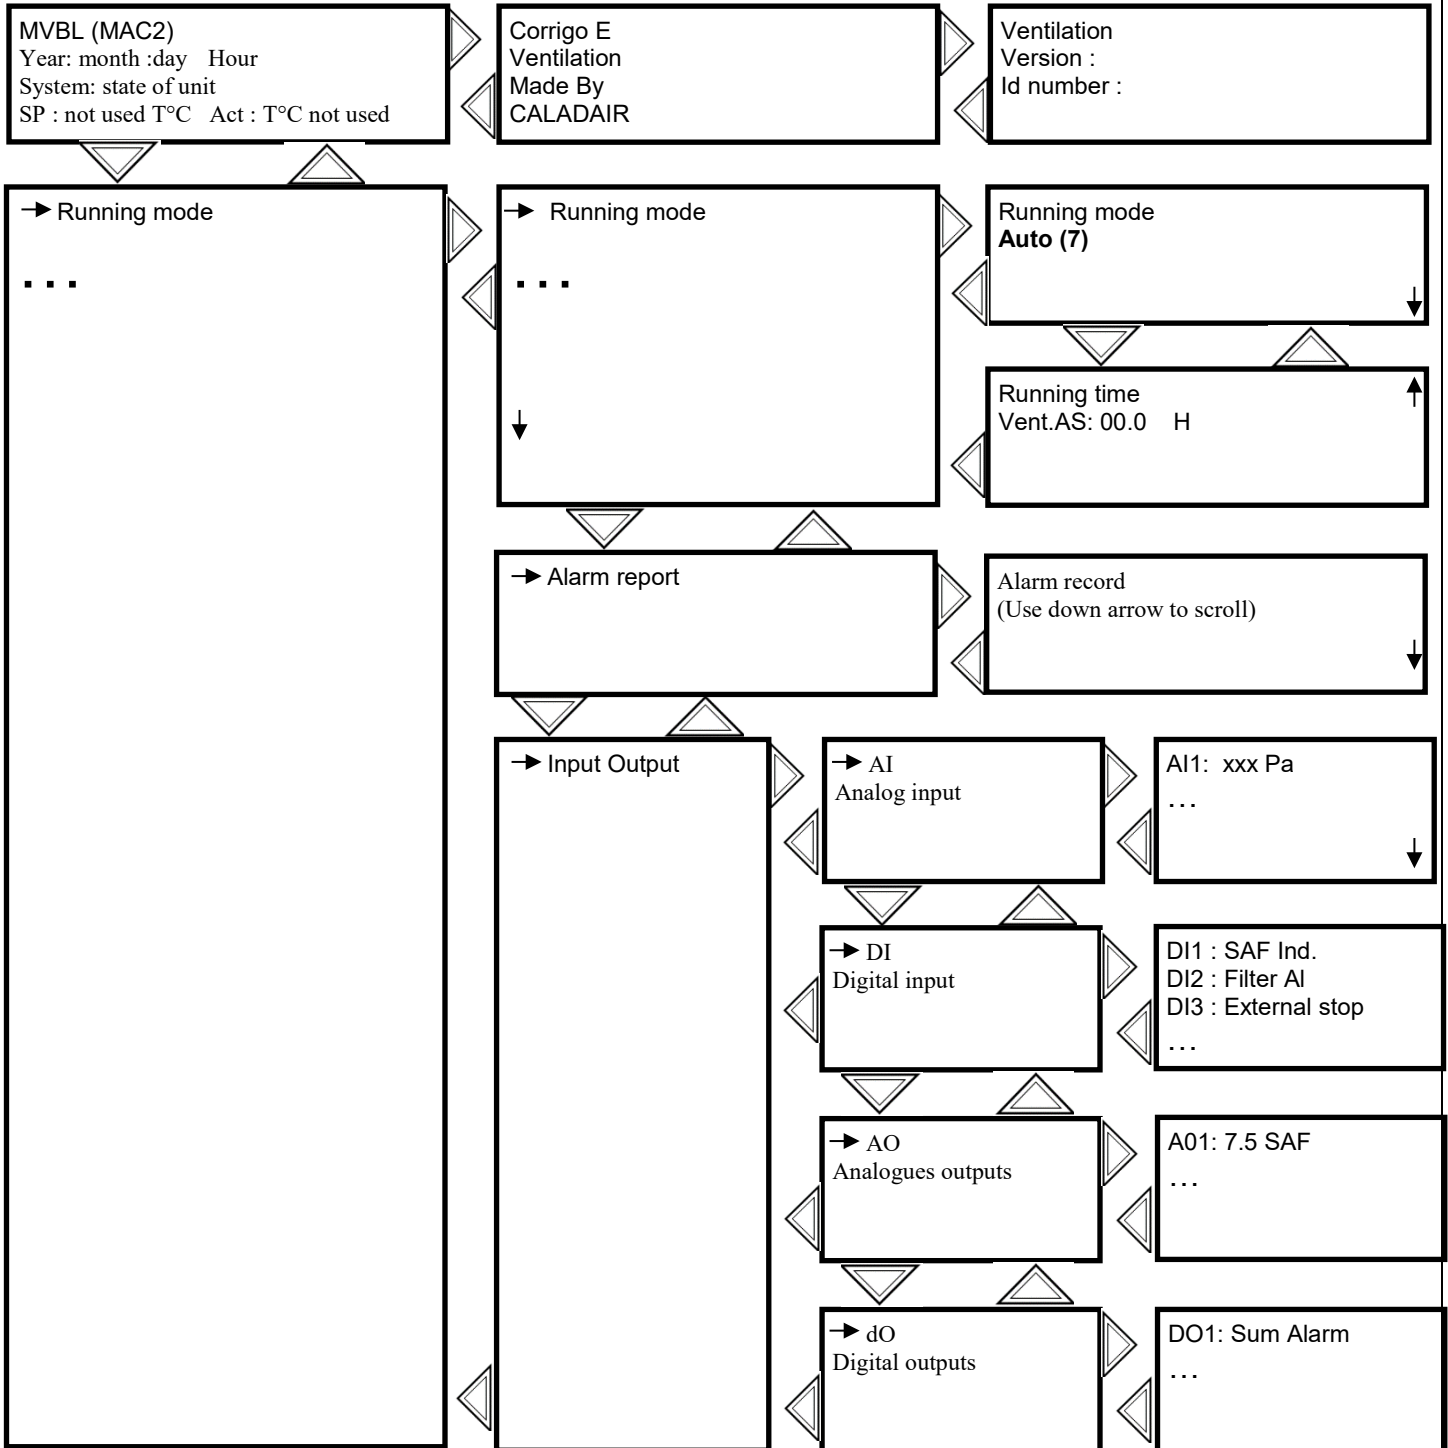 MVBL (MAC2)
Year: month :day Hour
System: state of unit
SP : not used T°C Act : T°C not used
Corrigo E
Ventilation
Made By
CALADAIR
Ventilation
Version :
Id number :
Running mode
...
Running mode
...
Running mode
Auto (7)
Running time
Vent.AS: 00.0 H
Alarm report
Alarm record
(Use down arrow to scroll)
Input Output
AI
Analog input
AI1: xxx Pa
...
DI
Digital input
DI1 : SAF Ind.
DI2 : Filter Al
DI3 : External stop
...
AO
Analogues outputs
A01: 7.5 SAF
...
dO
Digital outputs
DO1: Sum Alarm
...